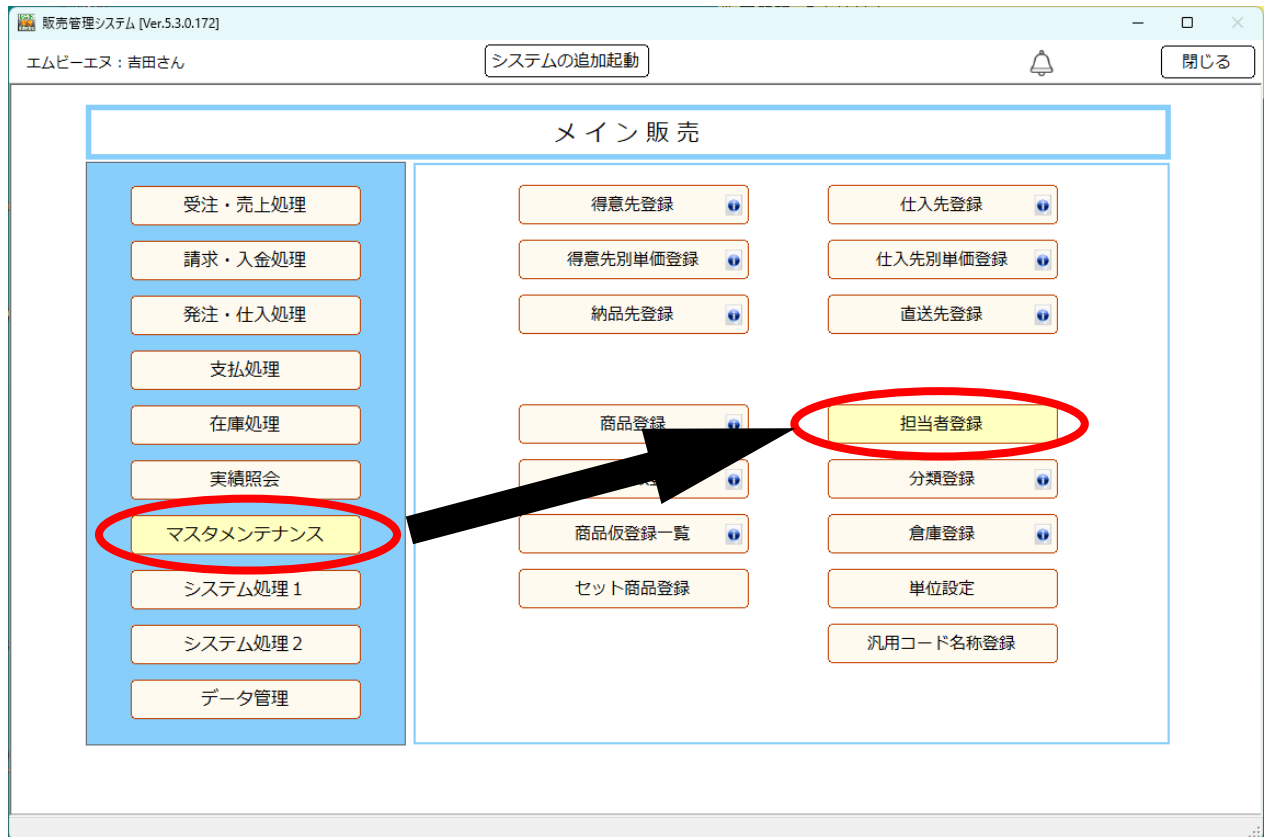 販売管理システム [Ver.5.3.0.172]
エムビーエヌ：吉田さん
システムの追加起動
閉じる
メイン販売
受注・売上処理
請求・入金処理
発注・仕入処理
支払処理
在庫処理
実績照会
マスタメンテナンス
システム処理１
システム処理２
データ管理
得意先登録
仕入先登録
得意先別単価登録
仕入先別単価登録
納品先登録
直送先登録
商品登録
担当者登録
分類登録
商品仮登録一覧
倉庫登録
セット商品登録
単位設定
汎用コード名称登録